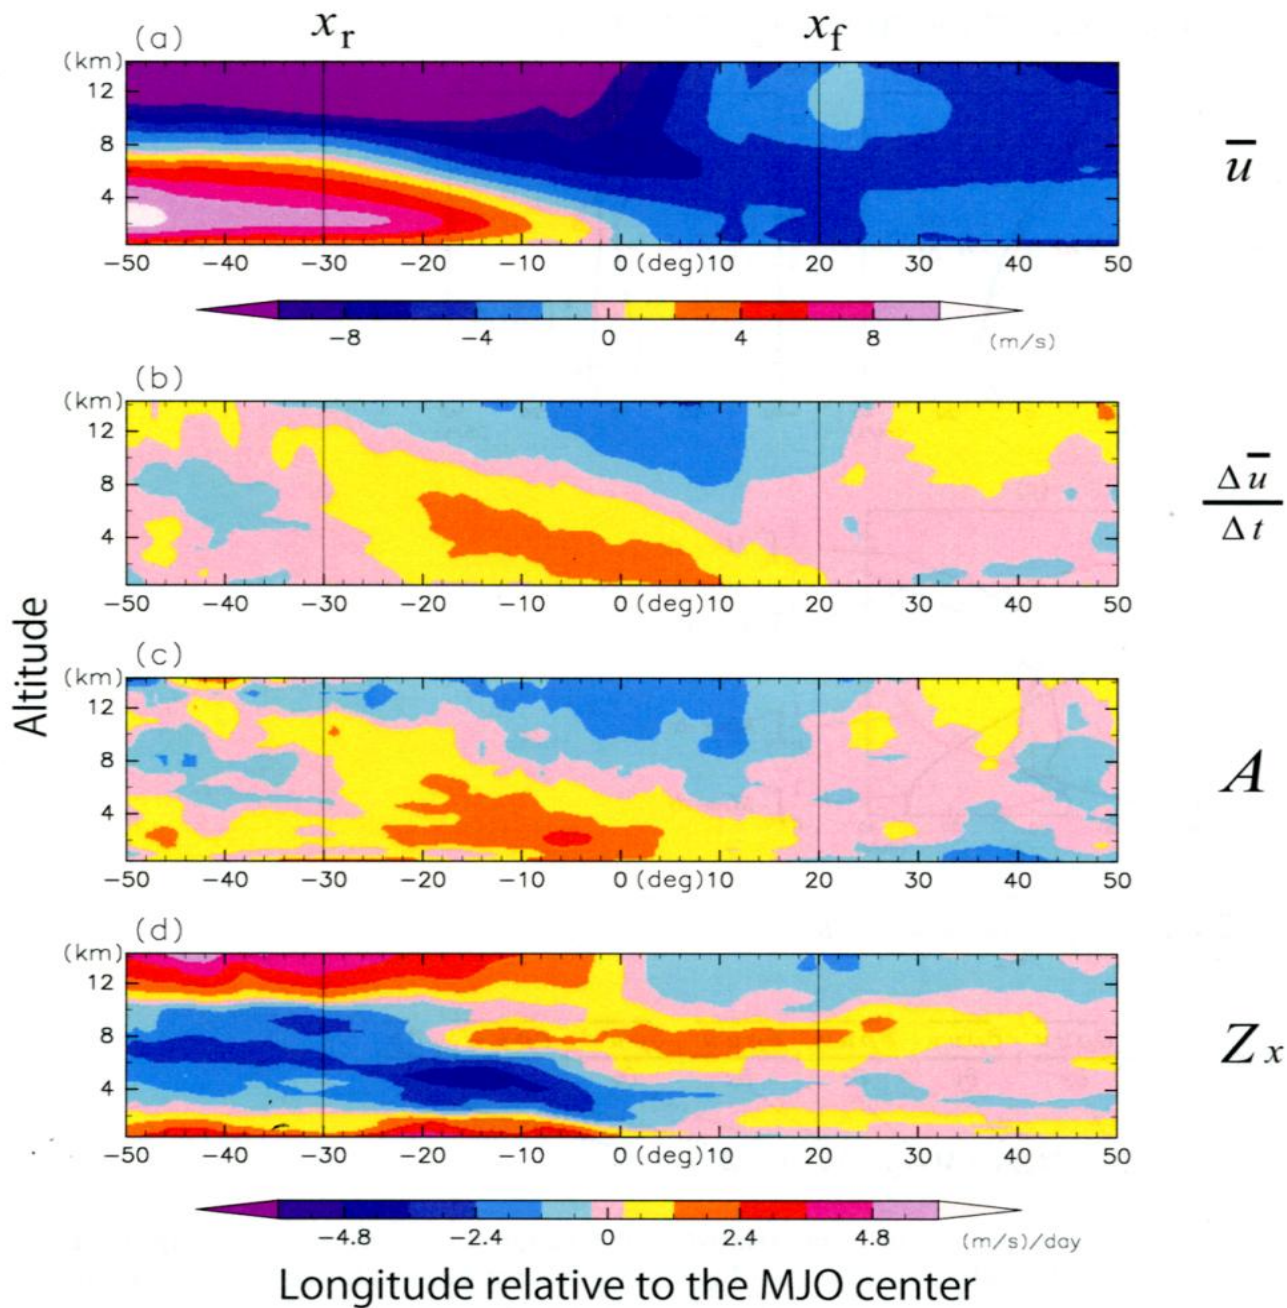 x_r x_f
(a)
(km)
12
8
4
u̅
−50 −40 −30 −20 −10 0 (deg) 10 20 30 40 50
−8 −4 0 4 8 (m/s)
(b)
(km)
12
8
4
Δu̅
Δt
−50 −40 −30 −20 −10 0 (deg) 10 20 30 40 50
Altitude
(c)
(km)
12
8
4
A
−50 −40 −30 −20 −10 0 (deg) 10 20 30 40 50
(d)
(km)
12
8
4
Z x
−50 −40 −30 −20 −10 0 (deg) 10 20 30 40 50
−4.8 −2.4 0 2.4 4.8 (m/s)/day
Longitude relative to the MJO center